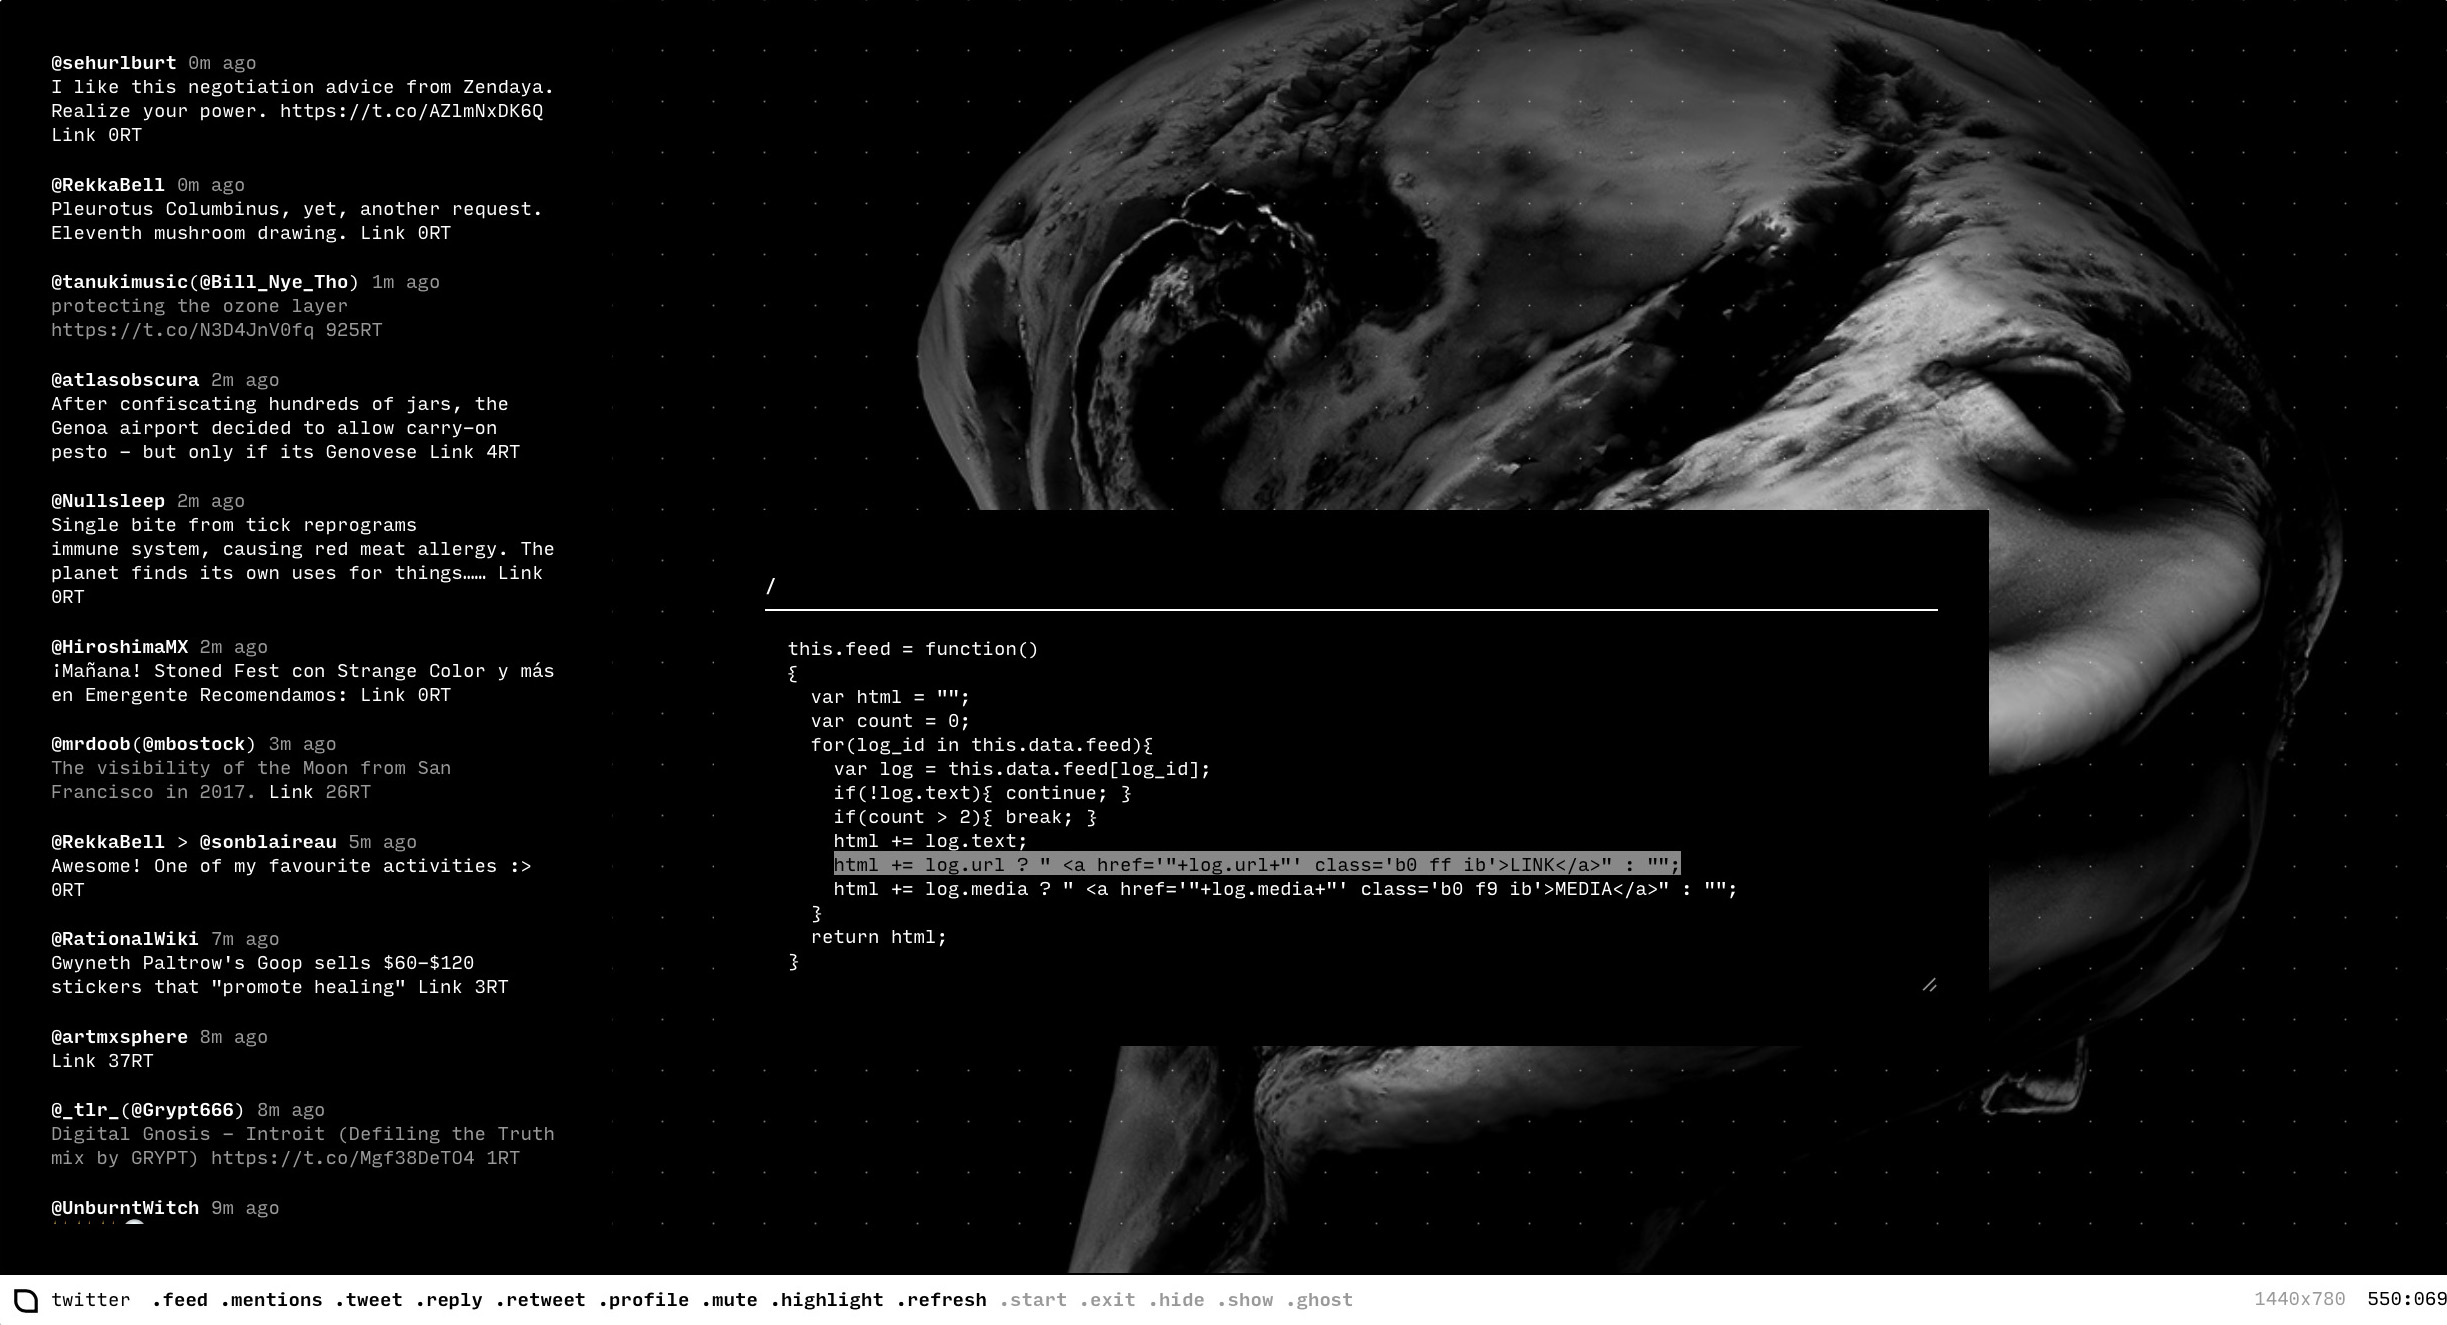 @sehurlburt 0m ago
I like this negotiation advice from Zendaya.
Realize your power. https://t.co/AZlmNxDK6Q
Link 0RT
@RekkaBell 0m ago
Pleurotus Columbinus, yet, another request.
Eleventh mushroom drawing. Link 0RT
@tanukimusic(@Bill_Nye_Tho) 1m ago
protecting the ozone layer
https://t.co/N3D4JnV0fq 925RT
@atlasobscura 2m ago
After confiscating hundreds of jars, the
Genoa airport decided to allow carry-on
pesto – but only if its Genovese Link 4RT
@Nullsleep 2m ago
Single bite from tick reprograms
immune system, causing red meat allergy. The
planet finds its own uses for things…… Link
0RT
@HiroshimaMX 2m ago
¡Mañana! Stoned Fest con Strange Color y más
en Emergente Recomendamos: Link 0RT
@mrdoob(@mbostock) 3m ago
The visibility of the Moon from San
Francisco in 2017. Link 26RT
@RekkaBell > @sonblaireau 5m ago
Awesome! One of my favourite activities :>
0RT
@RationalWiki 7m ago
Gwyneth Paltrow's Goop sells $60–$120
stickers that "promote healing" Link 3RT
@artmxsphere 8m ago
Link 37RT
@_tlr_(@Grypt666) 8m ago
Digital Gnosis – Introit (Defiling the Truth
mix by GRYPT) https://t.co/Mgf38DeTO4 1RT
@UnburntWitch 9m ago
/
this.feed = function()
{
var html = "";
var count = 0;
for(log_id in this.data.feed){
var log = this.data.feed[log_id];
if(!log.text){ continue; }
if(count > 2){ break; }
html += log.text;
html += log.url ? " <a href='"+log.url+"' class='b0 ff ib'>LINK</a>" : "";
html += log.media ? " <a href='"+log.media+"' class='b0 f9 ib'>MEDIA</a>" : "";
}
return html;
}
twitter .feed .mentions .tweet .reply .retweet .profile .mute .highlight .refresh .start .exit .hide .show .ghost
1440x780 550:069